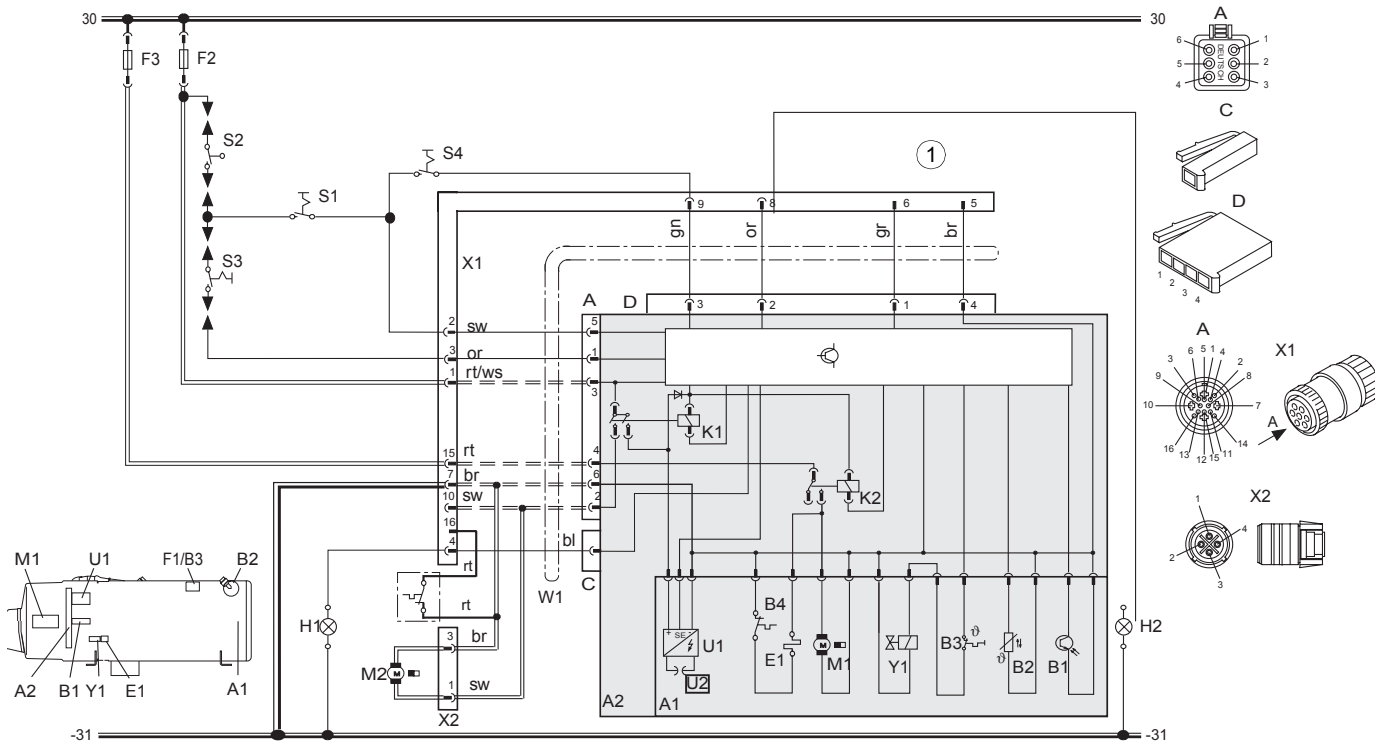 30
30
F3
F2
S2
S1
S4
S3
1
A
6
1
DEUTSCH
5
2
4
3
C
D
1
2
3
4
9
8
6
5
gn
or
gr
br
X1
A
D
3
2
1
4
2
sw
5
3
or
1
1
rt/ws
3
K1
15
rt
4
7
br
6
10
sw
2
K2
16
4
bl
rt
C
W1
rt
A
X1
6
5
1
4
3
2
9
8
10
7
A
16
14
13
12
15
11
X2
1
4
2
3
M1
U1
F1/B3
B2
A2
B1
Y1
E1
A1
H1
3
br
M2
M
1
sw
X2
+
SE
-
U1
U2
B4
E1
M
M1
Y1
B3
ϑ
ϑ
B2
B1
H2
A2
A1
-31
-31